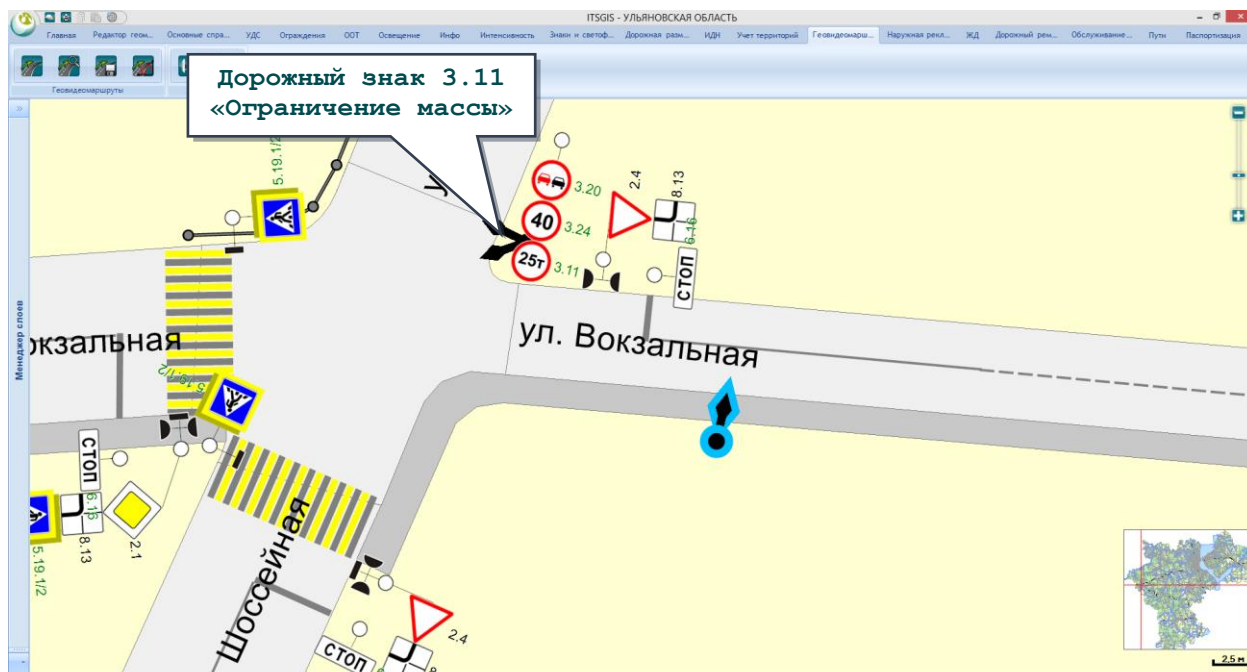 ITSGIS - УЛЬЯНОВСКАЯ ОБЛАСТЬ
Главная Редактор геом... Основные спра... УДС Ограждения ООТ Освещение Инфо Интенсивность Знаки и светоф... Дорожная разм... ИДН Учет территорий Геовидеомарш... Наружная рекл... ЖД Дорожный рем... Обслуживание... Пути Паспортизация
Геовидеомаршруты
Дорожный знак 3.11
«Ограничение массы»
Менеджер слоев
5.19.1/2
3.20
40
3.24
25т
3.11
2.4
8.13
6.16
СТОП
ул. Вокзальная
окзальная
5.19.1/2
СТОП
6.16
8.13
2.1
5.19.1/2
Шоссейная
2.4
СТОП
2,5 м